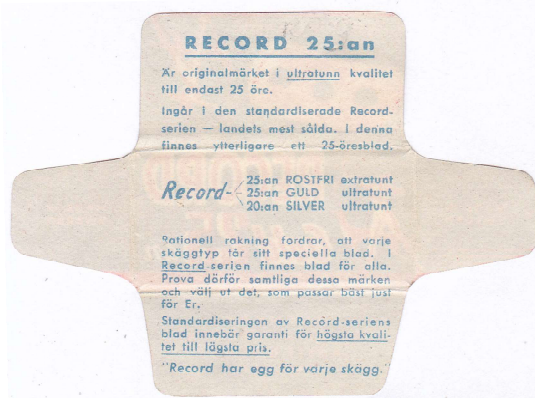 RECORD 25:an
Är originalmärket i ultratunn kvalitet
till endast 25 öre.
Ingår i den standardiserade Record-
serien — landets mest sålda. I denna
finnes ytterligare ett 25-öresblad.
Record-
25:an ROSTFRI extratunt
25:an GULD ultratunt
20:an SILVER ultratunt
Rationell rakning fordrar, att varje
skäggtyp får sitt speciella blad. I
Record-serien finnes blad för alla.
Prova därför samtliga dessa märken
och välj ut det, som passar bäst just
för Er.
Standardiseringen av Record-seriens
blad innebär garanti för högsta kvali-
tet till lägsta pris.
"Record har egg för varje skägg."